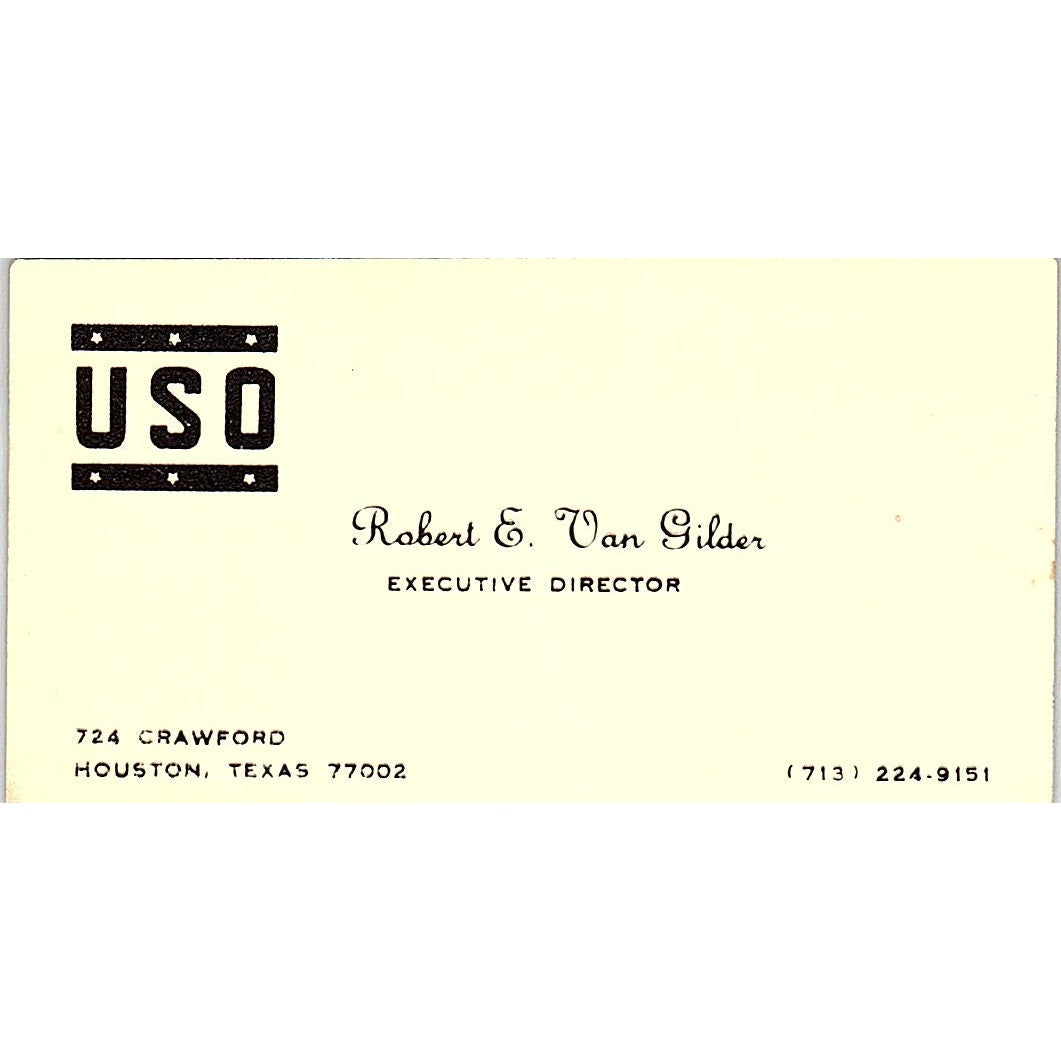 USO
Robert E. Van Gilder
EXECUTIVE DIRECTOR
724 CRAWFORD
HOUSTON, TEXAS 77002
(713) 224-9151